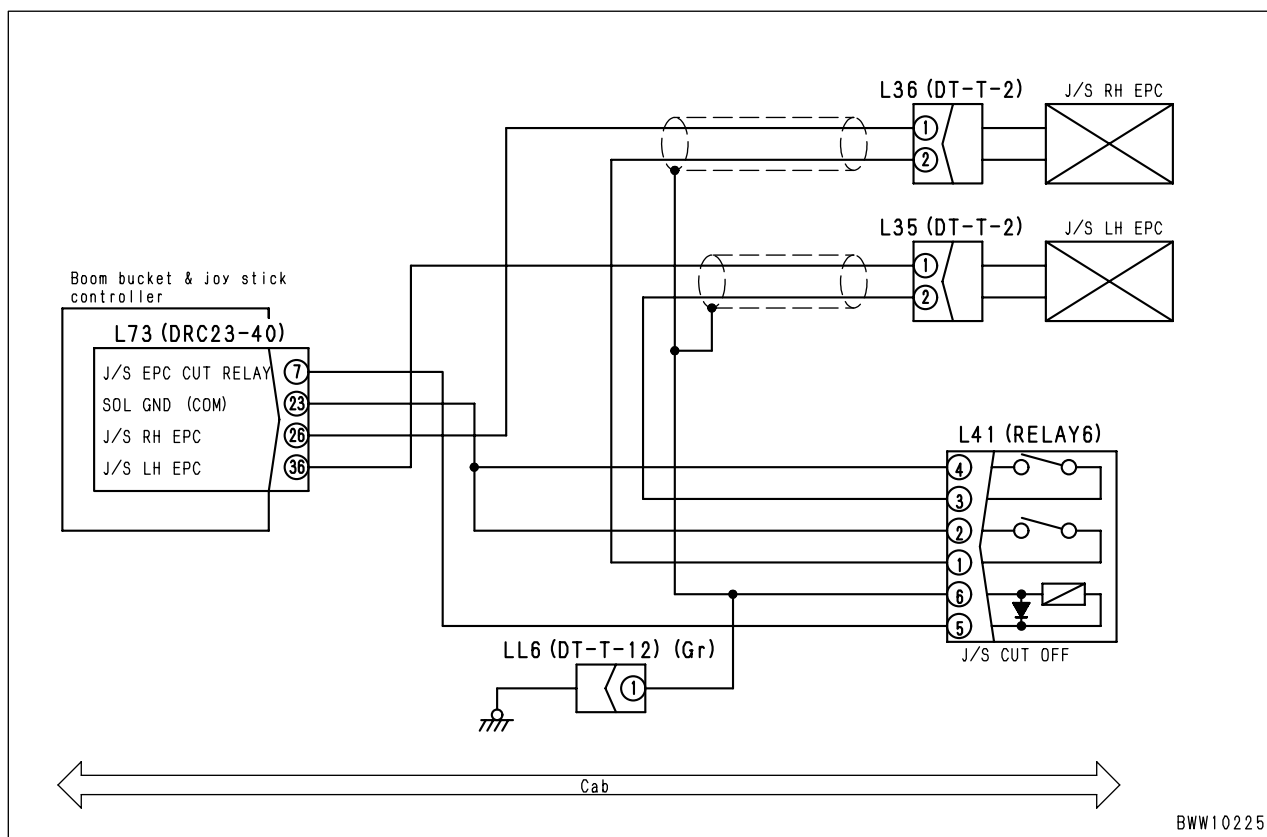 L36 (DT-T-2)
J/S RH EPC
1
2
L35 (DT-T-2)
J/S LH EPC
1
2
Boom bucket & joy stick
controller
L73 (DRC23-40)
J/S EPC CUT RELAY
7
SOL GND (COM)
23
J/S RH EPC
26
J/S LH EPC
36
L41 (RELAY6)
4
3
2
1
6
5
J/S CUT OFF
LL6 (DT-T-12) (Gr)
1
Cab
BWW10225